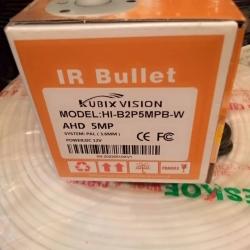 IR Bullet
KUBIX VISION
MODEL:HI-B2P5MPB-W
AHD 5MP
SYSTEM: PAL ( 3.6MM )
POWER:DC 12V
CE FC